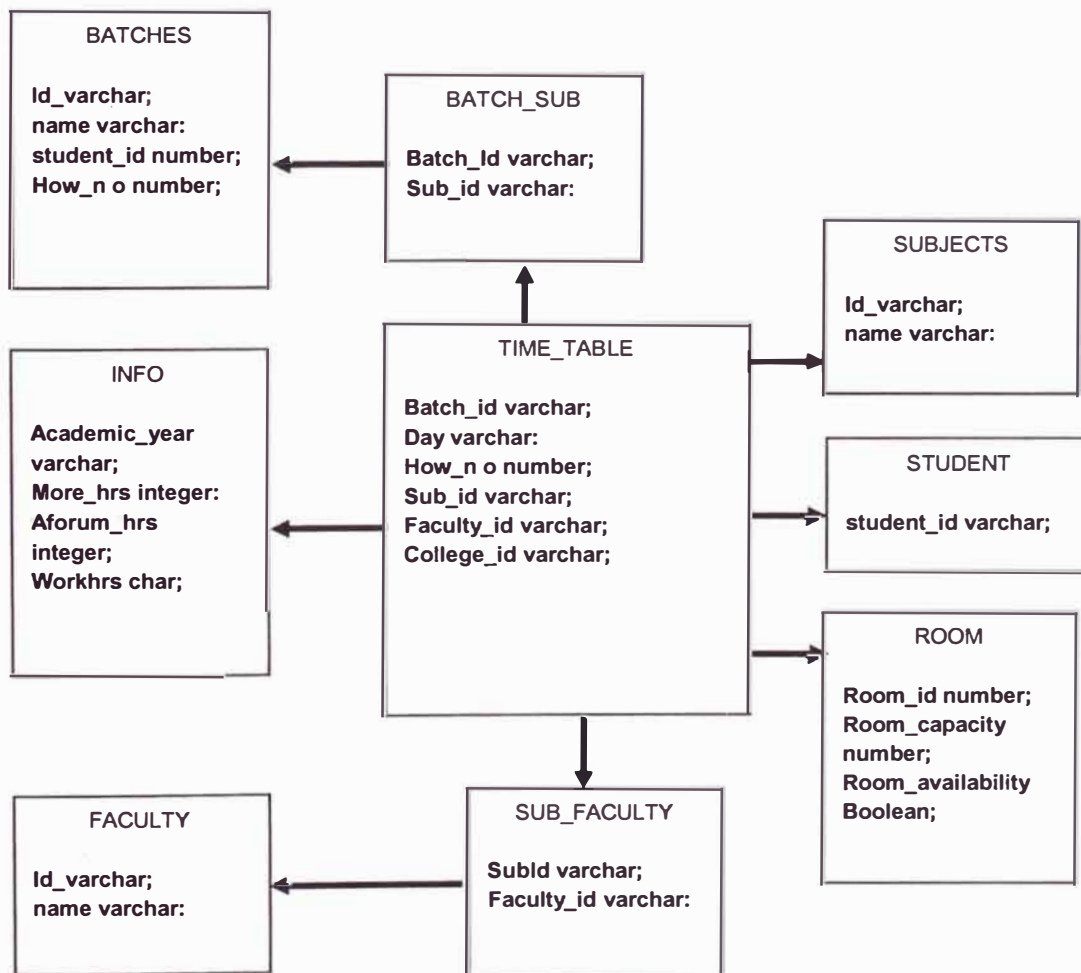 BATCHES
Id_varchar;
name varchar:
student_id number;
How_n o number;
BATCH_SUB
Batch_Id varchar;
Sub_id varchar:
SUBJECTS
Id_varchar;
name varchar:
TIME_TABLE
Batch_id varchar;
Day varchar:
How_n o number;
Sub_id varchar;
Faculty_id varchar;
College_id varchar;
INFO
Academic_year
varchar;
More_hrs integer:
Aforum_hrs
integer;
Workhrs char;
STUDENT
student_id varchar;
ROOM
Room_id number;
Room_capacity
number;
Room_availability
Boolean;
FACULTY
Id_varchar;
name varchar:
SUB_FACULTY
SubId varchar;
Faculty_id varchar: